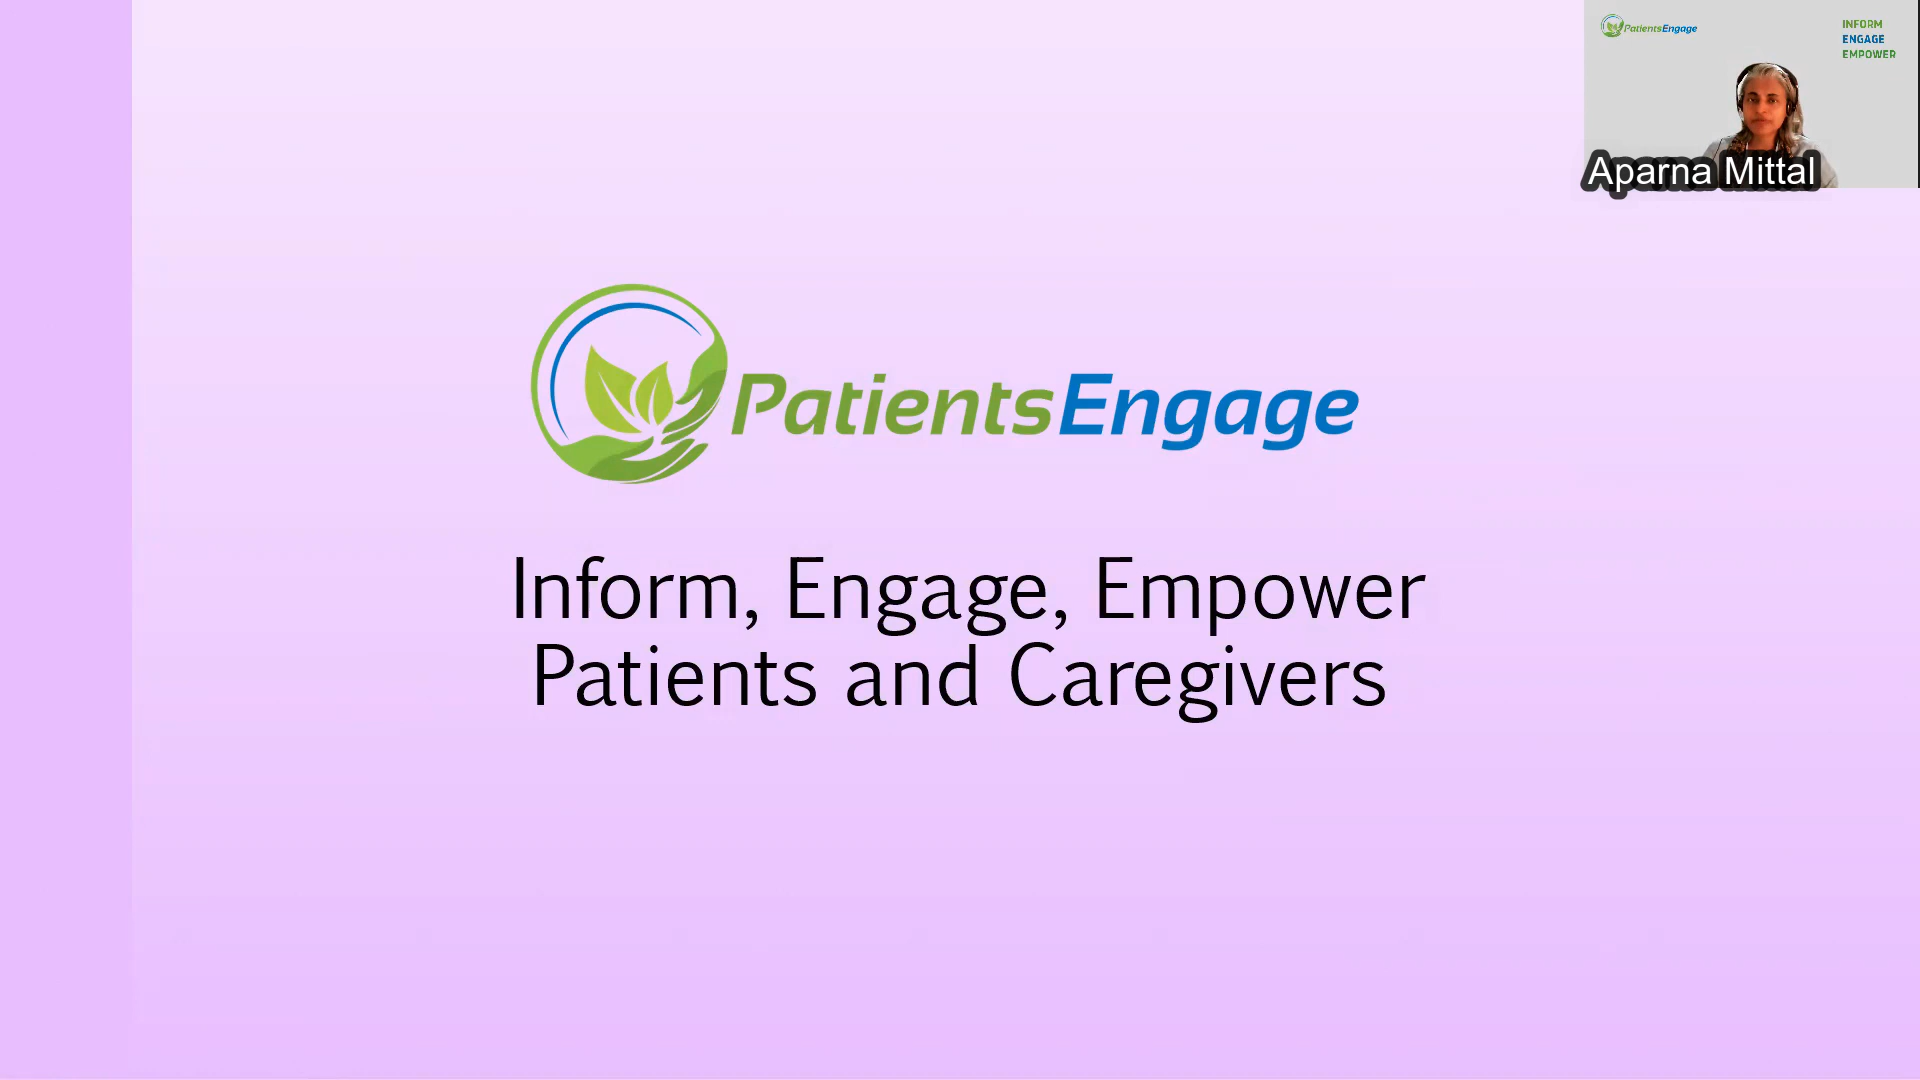 PatientsEngage
INFORM
ENGAGE
EMPOWER
Aparna Mittal
PatientsEngage
Inform, Engage, Empower
Patients and Caregivers